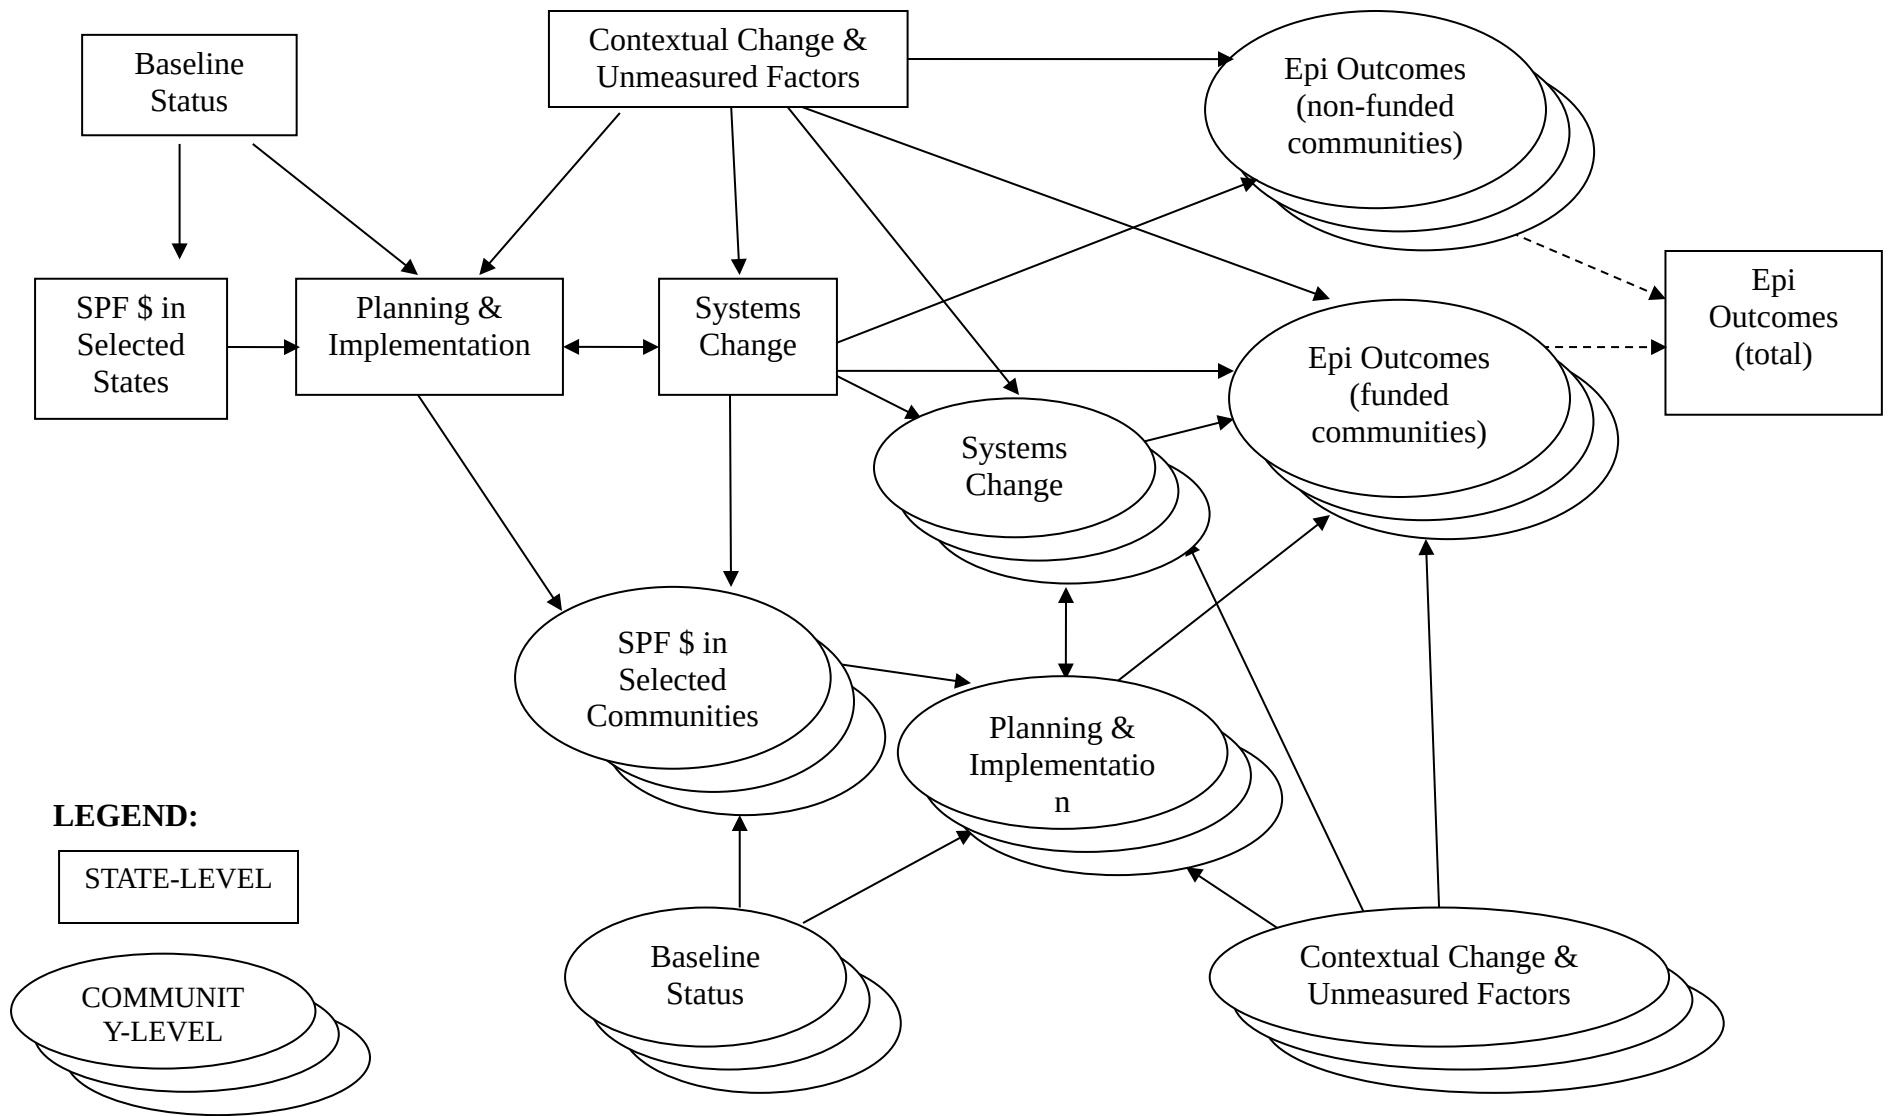 Baseline
Status
Contextual Change &
Unmeasured Factors
Epi Outcomes
(non-funded
communities)
SPF $ in
Selected
States
Planning &
Implementation
Systems
Change
Epi
Outcomes
(total)
Epi Outcomes
(funded
communities)
Systems
Change
SPF $ in
Selected
Communities
Planning &
Implementatio
n
LEGEND:
STATE-LEVEL
COMMUNIT
Y-LEVEL
Baseline
Status
Contextual Change &
Unmeasured Factors